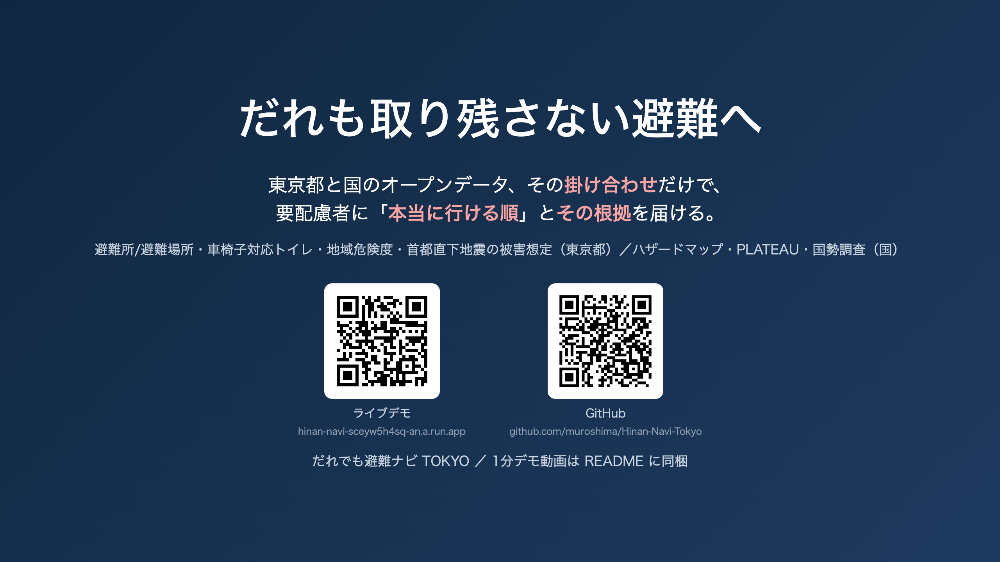 だれも取り残さない避難へ
東京都と国のオープンデータ、その掛け合わせだけで、
要配慮者に「本当に行ける順」とその根拠を届ける。
避難所/避難場所・車椅子対応トイレ・地域危険度・首都直下地震の被害想定（東京都）／ハザードマップ・PLATEAU・国勢調査（国）
ライブデモ
GitHub
hinan-navi-sceyw5h4sq-an.a.run.app
github.com/muroshima/Hinan-Navi-Tokyo
だれでも避難ナビ TOKYO ／ 1分デモ動画は README に同梱